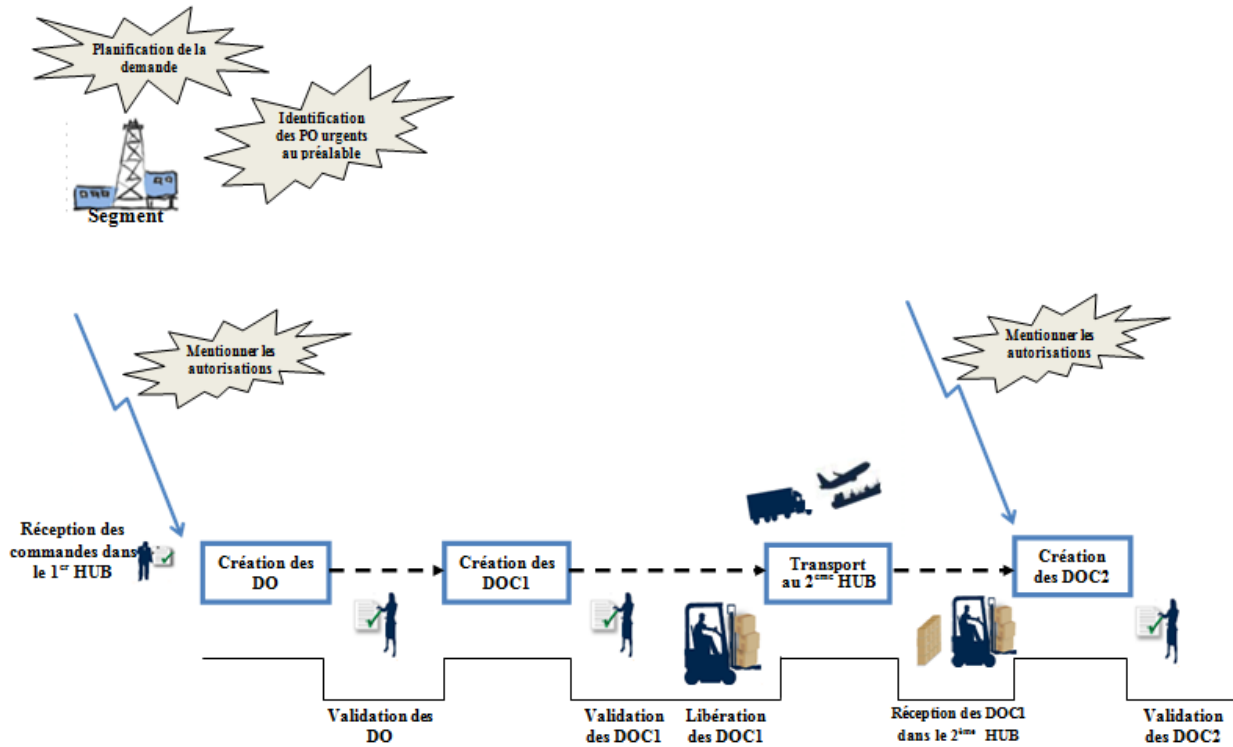 Planification de la
demande
Identification
des PO urgents
au préalable
Segment
Mentionner les
autorisations
Mentionner les
autorisations
Réception des
commandes dans
le 1er HUB
Création des
DO
Création des
DOC1
Transport
au 2ème HUB
Création
des DOC2
Validation des
DO
Validation
des DOC1
Libération
des DOC1
Réception des DOC1
dans le 2ème HUB
Validation
des DOC2